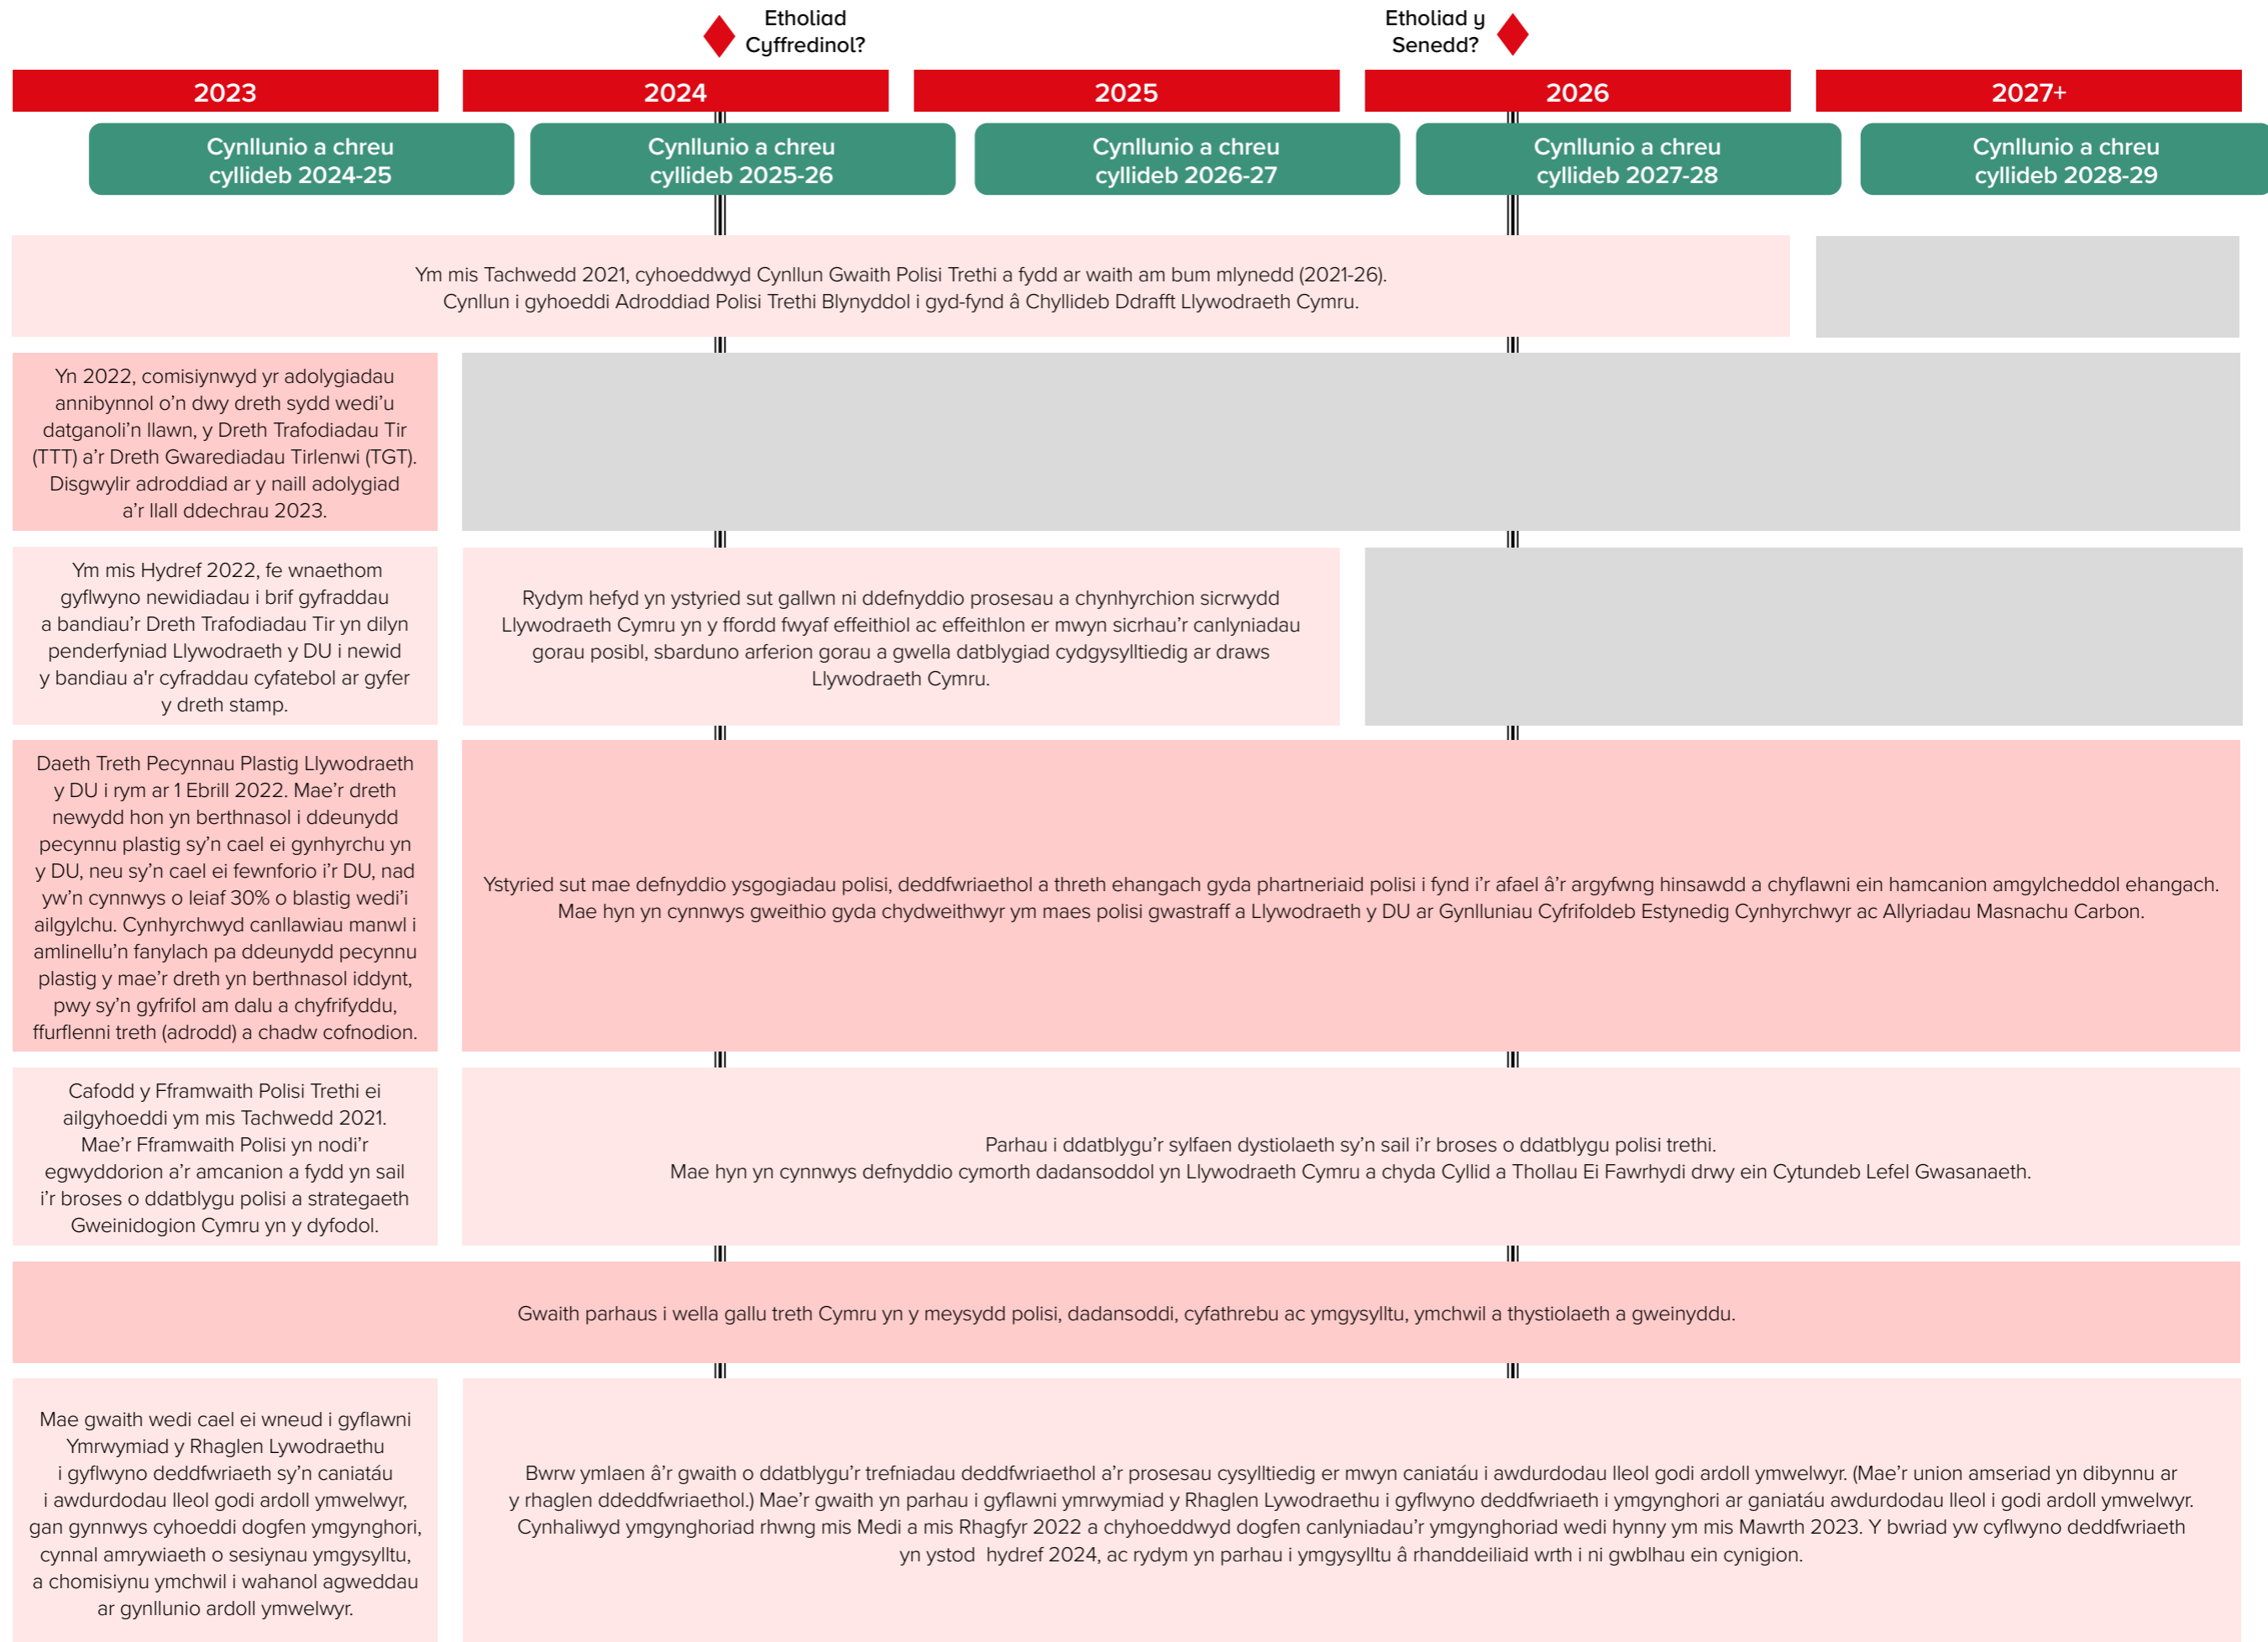 Etholiad
Cyffredinol?
Etholiad y
Senedd?
2023
2024
2025
2026
2027+
Cynllunio a chreu
cyllideb 2024-25
Cynllunio a chreu
cyllideb 2025-26
Cynllunio a chreu
cyllideb 2026-27
Cynllunio a chreu
cyllideb 2027-28
Cynllunio a chreu
cyllideb 2028-29
Ym mis Tachwedd 2021, cyhoeddwyd Cynllun Gwaith Polisi Trethi a fydd ar waith am bum mlynedd (2021-26).
Cynllun i gyhoeddi Adroddiad Polisi Trethi Blynyddol i gyd-fynd â Chyllideb Ddrafft Llywodraeth Cymru.
Yn 2022, comisiynwyd yr adolygiadau
annibynnol o'n dwy dreth sydd wedi'u
datganoli'n llawn, y Dreth Trafodiadau Tir
(TTT) a'r Dreth Gwarediadau Tirlenwi (TGT).
Disgwylir adroddiad ar y naill adolygiad
a'r llall ddechrau 2023.
Ym mis Hydref 2022, fe wnaethom
gyflwyno newidiadau i brif gyfraddau
a bandiau'r Dreth Trafodiadau Tir yn dilyn
penderfyniad Llywodraeth y DU i newid
y bandiau a'r cyfraddau cyfatebol ar gyfer
y dreth stamp.
Rydym hefyd yn ystyried sut gallwn ni ddefnyddio prosesau a chynhyrchion sicrwydd
Llywodraeth Cymru yn y ffordd fwyaf effeithiol ac effeithlon er mwyn sicrhau'r canlyniadau
gorau posibl, sbarduno arferion gorau a gwella datblygiad cydgysylltiedig ar draws
Llywodraeth Cymru.
Daeth Treth Pecynnau Plastig Llywodraeth
y DU i rym ar 1 Ebrill 2022. Mae'r dreth
newydd hon yn berthnasol i ddeunydd
pecynnu plastig sy'n cael ei gynhyrchu yn
y DU, neu sy'n cael ei fewnforio i'r DU, nad
yw'n cynnwys o leiaf 30% o blastig wedi'i
ailgylchu. Cynhyrchwyd canllawiau manwl i
amlinellu'n fanylach pa ddeunydd pecynnu
plastig y mae'r dreth yn berthnasol iddynt,
pwy sy'n gyfrifol am dalu a chyfrifyddu,
ffurflenni treth (adrodd) a chadw cofnodion.
Ystyried sut mae defnyddio ysgogiadau polisi, deddfwriaethol a threth ehangach gyda phartneriaid polisi i fynd i'r afael â'r argyfwng hinsawdd a chyflawni ein hamcanion amgylcheddol ehangach.
Mae hyn yn cynnwys gweithio gyda chydweithwyr ym maes polisi gwastraff a Llywodraeth y DU ar Gynlluniau Cyfrifoldeb Estynedig Cynhyrchwyr ac Allyriadau Masnachu Carbon.
Cafodd y Fframwaith Polisi Trethi ei
ailgyhoeddi ym mis Tachwedd 2021.
Mae'r Fframwaith Polisi yn nodi'r
egwyddorion a'r amcanion a fydd yn sail
i'r broses o ddatblygu polisi a strategaeth
Gweinidogion Cymru yn y dyfodol.
Parhau i ddatblygu'r sylfaen dystiolaeth sy'n sail i'r broses o ddatblygu polisi trethi.
Mae hyn yn cynnwys defnyddio cymorth dadansoddol yn Llywodraeth Cymru a chyda Cyllid a Thollau Ei Fawrhydi drwy ein Cytundeb Lefel Gwasanaeth.
Gwaith parhaus i wella gallu treth Cymru yn y meysydd polisi, dadansoddi, cyfathrebu ac ymgysylltu, ymchwil a thystiolaeth a gweinyddu.
Mae gwaith wedi cael ei wneud i gyflawni
Ymrwymiad y Rhaglen Lywodraethu
i gyflwyno deddfwriaeth sy'n caniatáu
i awdurdodau lleol godi ardoll ymwelwyr,
gan gynnwys cyhoeddi dogfen ymgynghori,
cynnal amrywiaeth o sesiynau ymgysylltu,
a chomisiynu ymchwil i wahanol agweddau
ar gynllunio ardoll ymwelwyr.
Bwrw ymlaen â'r gwaith o ddatblygu'r trefniadau deddfwriaethol a'r prosesau cysylltiedig er mwyn caniatáu i awdurdodau lleol godi ardoll ymwelwyr. (Mae'r union amseriad yn dibynnu ar
y rhaglen ddeddfwriaethol.) Mae'r gwaith yn parhau i gyflawni ymrwymiad y Rhaglen Lywodraethu i gyflwyno deddfwriaeth i ymgynghori ar ganiatáu awdurdodau lleol i godi ardoll ymwelwyr.
Cynhaliwyd ymgynghoriad rhwng mis Medi a mis Rhagfyr 2022 a chyhoeddwyd dogfen canlyniadau'r ymgynghoriad wedi hynny ym mis Mawrth 2023. Y bwriad yw cyflwyno deddfwriaeth
yn ystod hydref 2024, ac rydym yn parhau i ymgysylltu â rhanddeiliaid wrth i ni gwblhau ein cynigion.